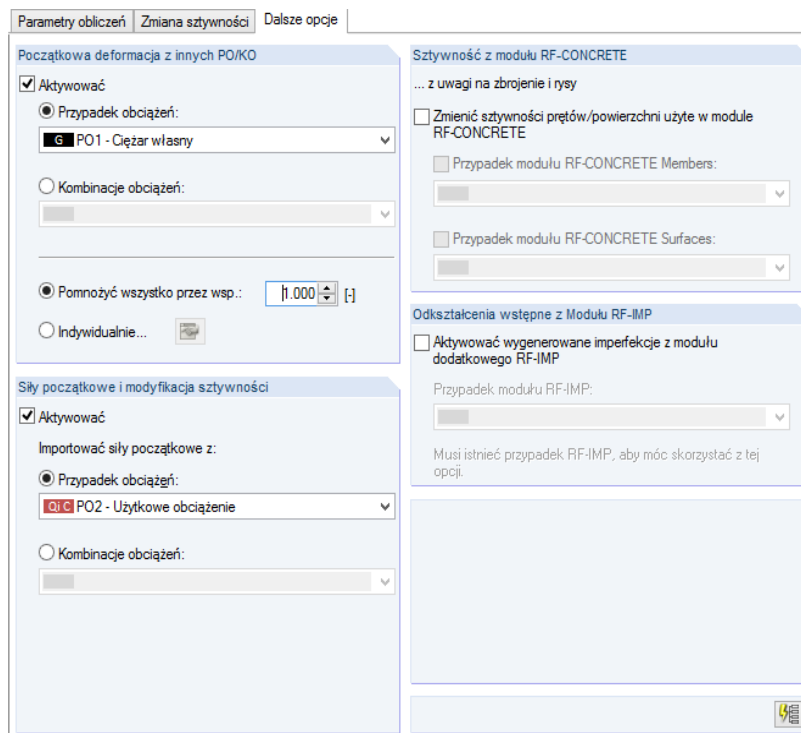 Parametry obliczeń
Zmiana sztywności
Dalsze opcje
Początkowa deformacja z innych PO/KO
Aktywować
Przypadek obciążeń:
G PO1 - Ciężar własny
Kombinacje obciążeń:
Pomnożyć wszystko przez wsp.: 1.000 [-]
Indywidualnie...
Siły początkowe i modyfikacja sztywności
Aktywować
Importować siły początkowe z:
Przypadek obciążeń:
Qi C PO2 - Użytkowe obciążenie
Kombinacje obciążeń:
Sztywność z modułu RF-CONCRETE
... z uwagi na zbrojenie i rysy
Zmienić sztywności prętów/powierzchni użyte w module
RF-CONCRETE
Przypadek modułu RF-CONCRETE Members:
Przypadek modułu RF-CONCRETE Surfaces:
Odkształcenia wstępne z Modułu RF-IMP
Aktywować wygenerowane imperfekcje z modułu
dodatkowego RF-IMP
Przypadek modułu RF-IMP:
Musi istnieć przypadek RF-IMP, aby móc skorzystać z tej
opcji.